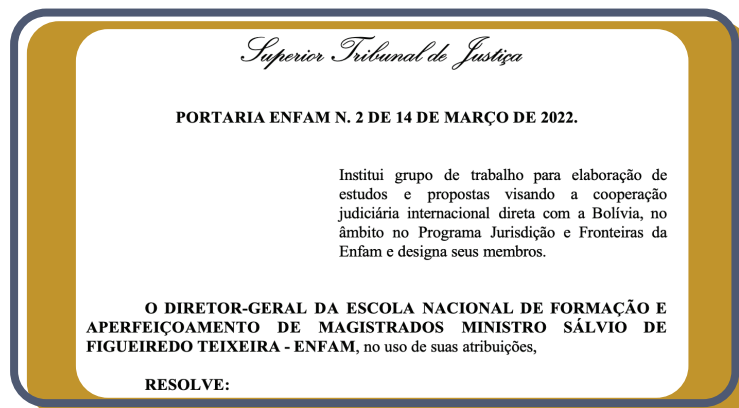 Superior Tribunal de Justiça
PORTARIA ENFAM N. 2 DE 14 DE MARÇO DE 2022.
Institui grupo de trabalho para elaboração de
estudos e propostas visando a cooperação
judiciária internacional direta com a Bolívia, no
âmbito no Programa Jurisdição e Fronteiras da
Enfam e designa seus membros.
O DIRETOR-GERAL DA ESCOLA NACIONAL DE FORMAÇÃO E
APERFEIÇOAMENTO DE MAGISTRADOS MINISTRO SÁLVIO DE
FIGUEIREDO TEIXEIRA - ENFAM, no uso de suas atribuições,
RESOLVE: